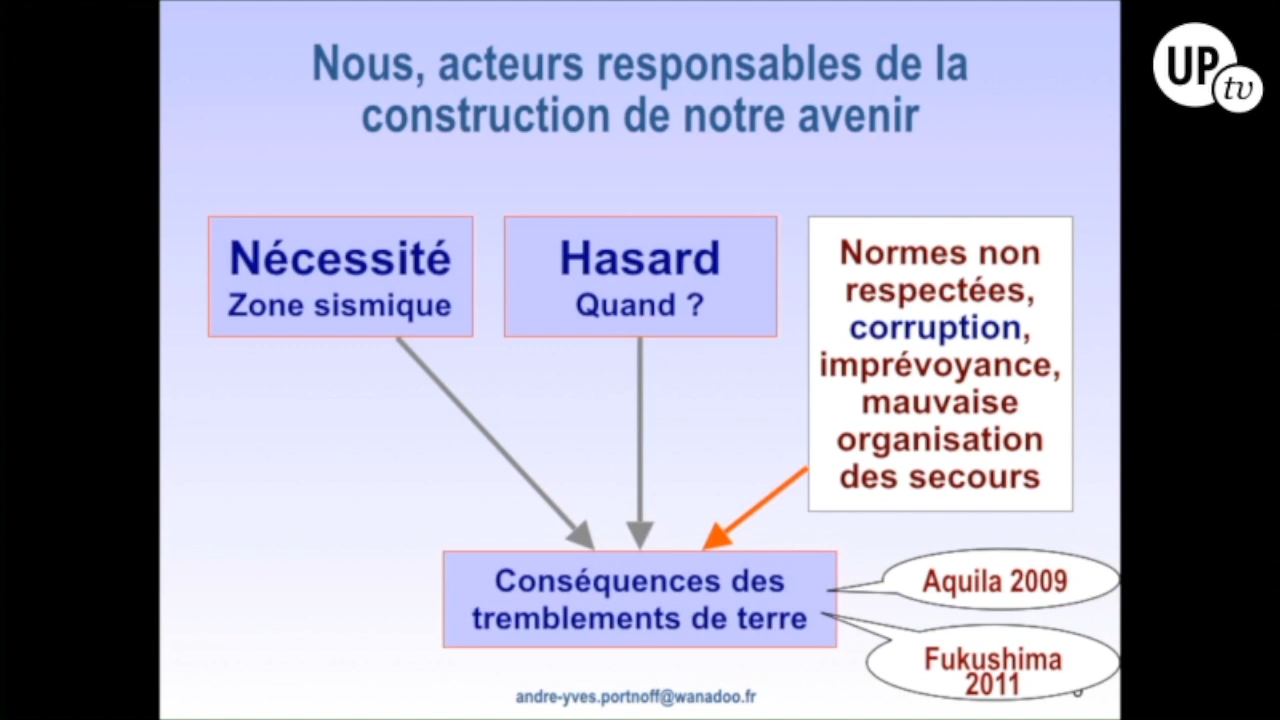 UP
tv
Nous, acteurs responsables de la
construction de notre avenir
Nécessité
Zone sismique
Hasard
Quand ?
Normes non
respectées,
corruption,
imprévoyance,
mauvaise
organisation
des secours
Conséquences des
tremblements de terre
Aquila 2009
Fukushima
2011
andre-yves.portnoff@wanadoo.fr